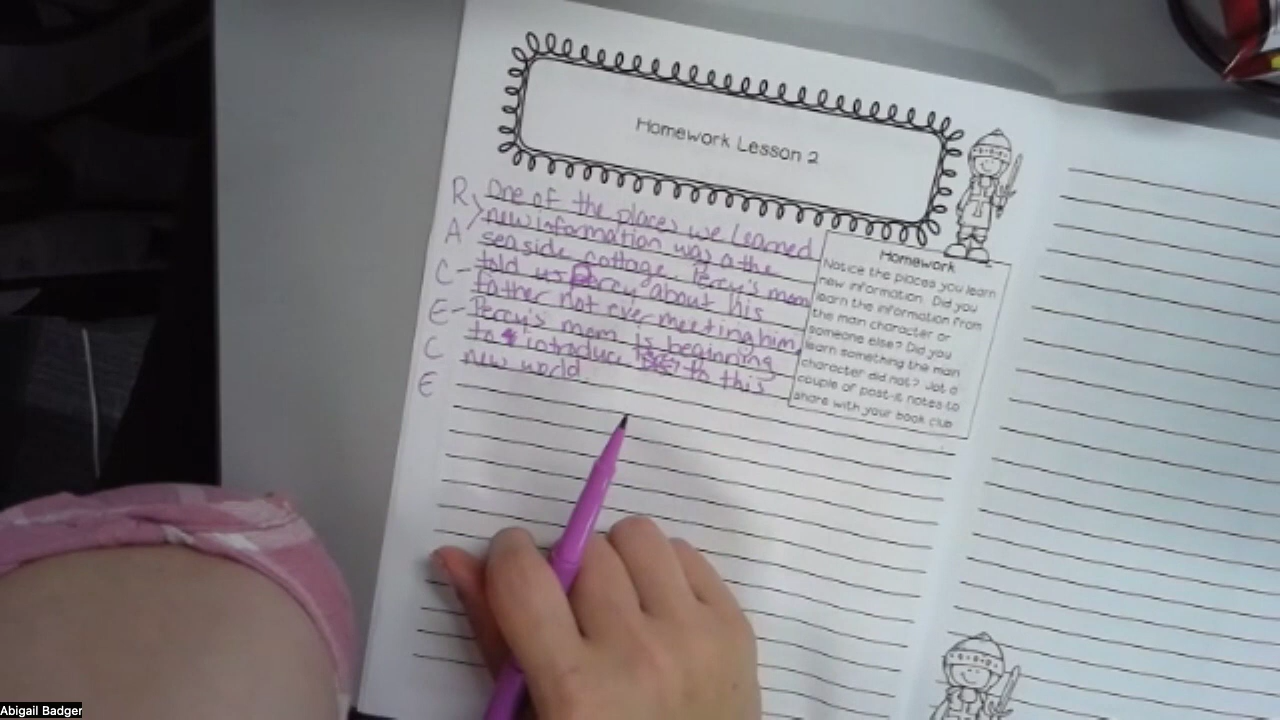 Homework Lesson 2
R One of the places we learned
A new information was a the
sea side cottage. Percy's mom
C - told us Percy about his
father not ever meeting him.
E - Percy's mom is beginning
C to introduce to this
E new world.
Homework
Notice the places you learn
new information. Did you
learn the information from
the main character or
someone else? Did you
learn something the main
character did not? Jot a
couple of post-it notes to
share with your book club
Abigail Badger